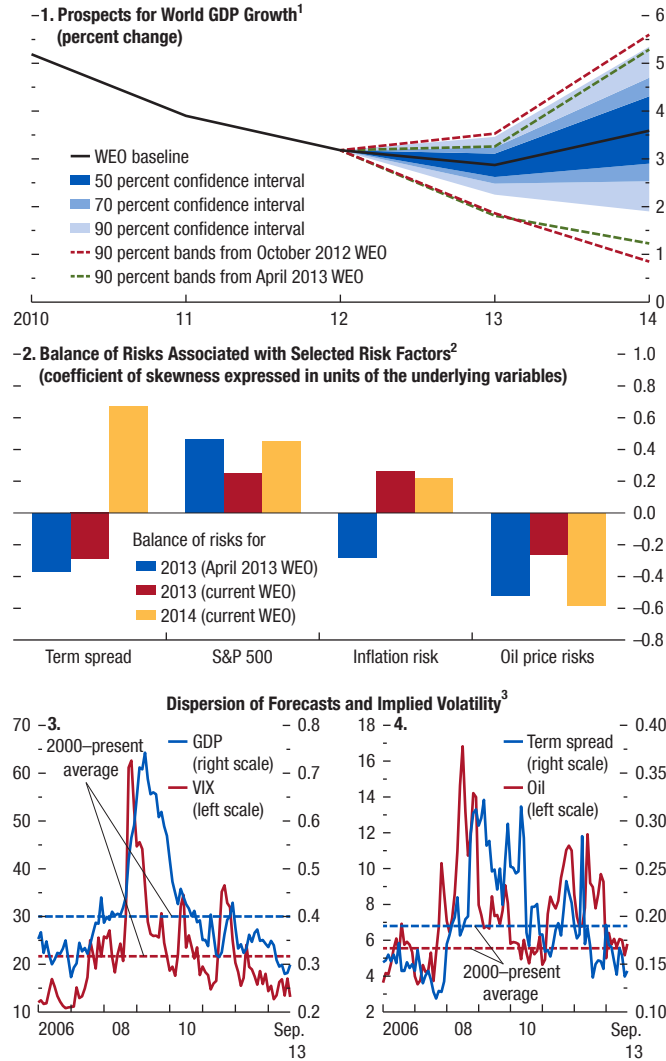 1. Prospects for World GDP Growth¹
(percent change)
6
5
4
3
2
1
0
WEO baseline
50 percent confidence interval
70 percent confidence interval
90 percent confidence interval
90 percent bands from October 2012 WEO
90 percent bands from April 2013 WEO
2010 11 12 13 14
2. Balance of Risks Associated with Selected Risk Factors²
(coefficient of skewness expressed in units of the underlying variables)
1.0
0.8
0.6
0.4
0.2
0.0
–0.2
–0.4
–0.6
–0.8
Balance of risks for
2013 (April 2013 WEO)
2013 (current WEO)
2014 (current WEO)
Term spread S&P 500 Inflation risk Oil price risks
Dispersion of Forecasts and Implied Volatility³
3.
70
60
50
40
30
20
10
2000–present
average
GDP
(right scale)
VIX
(left scale)
0.8
0.7
0.6
0.5
0.4
0.3
0.2
2006 08 10 Sep.
13
4.
18
16
14
12
10
8
6
4
2
Term spread
(right scale)
Oil
(left scale)
2000–present
average
0.40
0.35
0.30
0.25
0.20
0.15
0.10
2006 08 10 Sep.
13